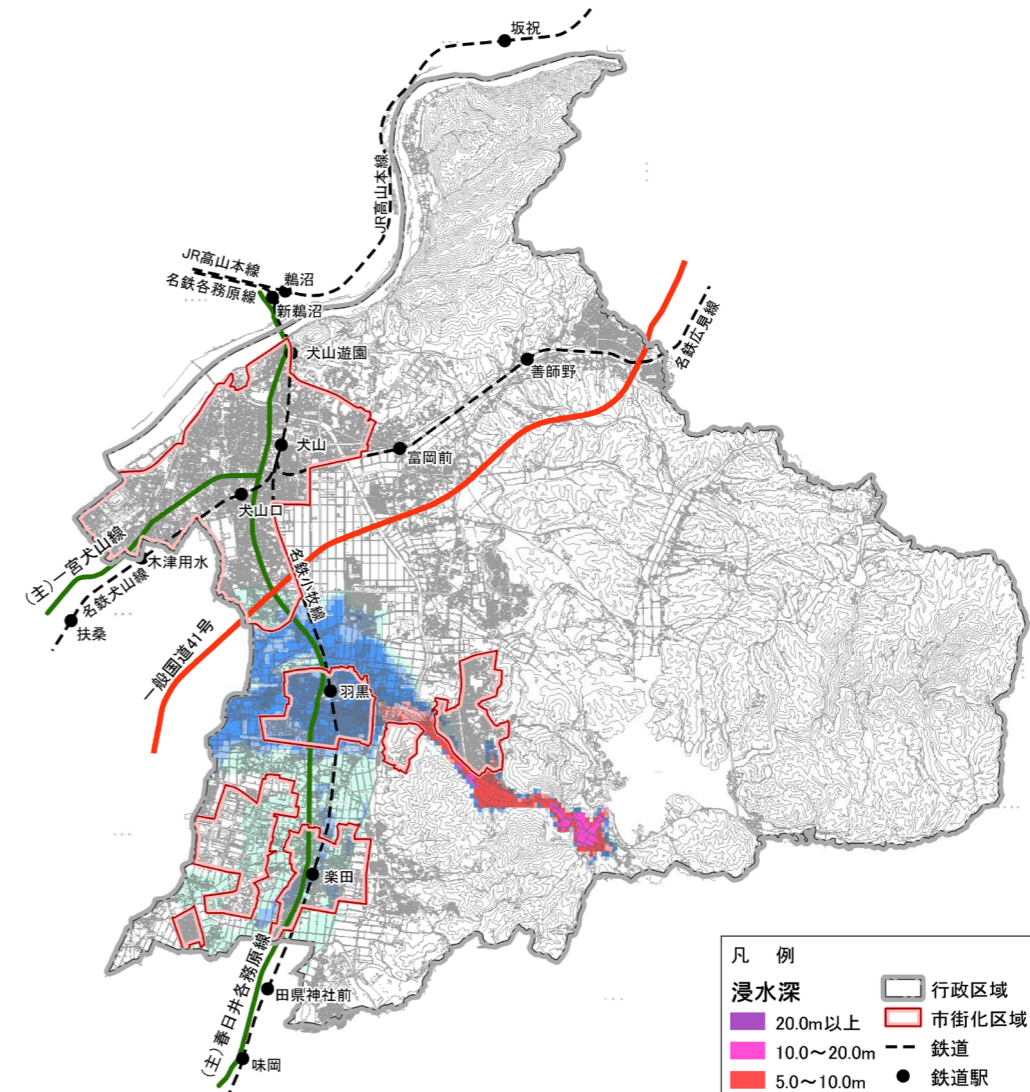 坂祝
JR高山本線
JR高山本線
鵜沼
名鉄各務原線
新鵜沼
犬山遊園
名鉄広見線
善師野
犬山
富岡前
犬山口
(主)一宮犬山線
木津用水
名鉄犬山線
扶桑
名鉄小牧線
一般国道41号
羽黒
楽田
(主)春日井各務原線
田県神社前
味岡
凡 例
浸水深
20.0m以上
10.0～20.0m
5.0～10.0m
行政区域
市街化区域
鉄道
鉄道駅